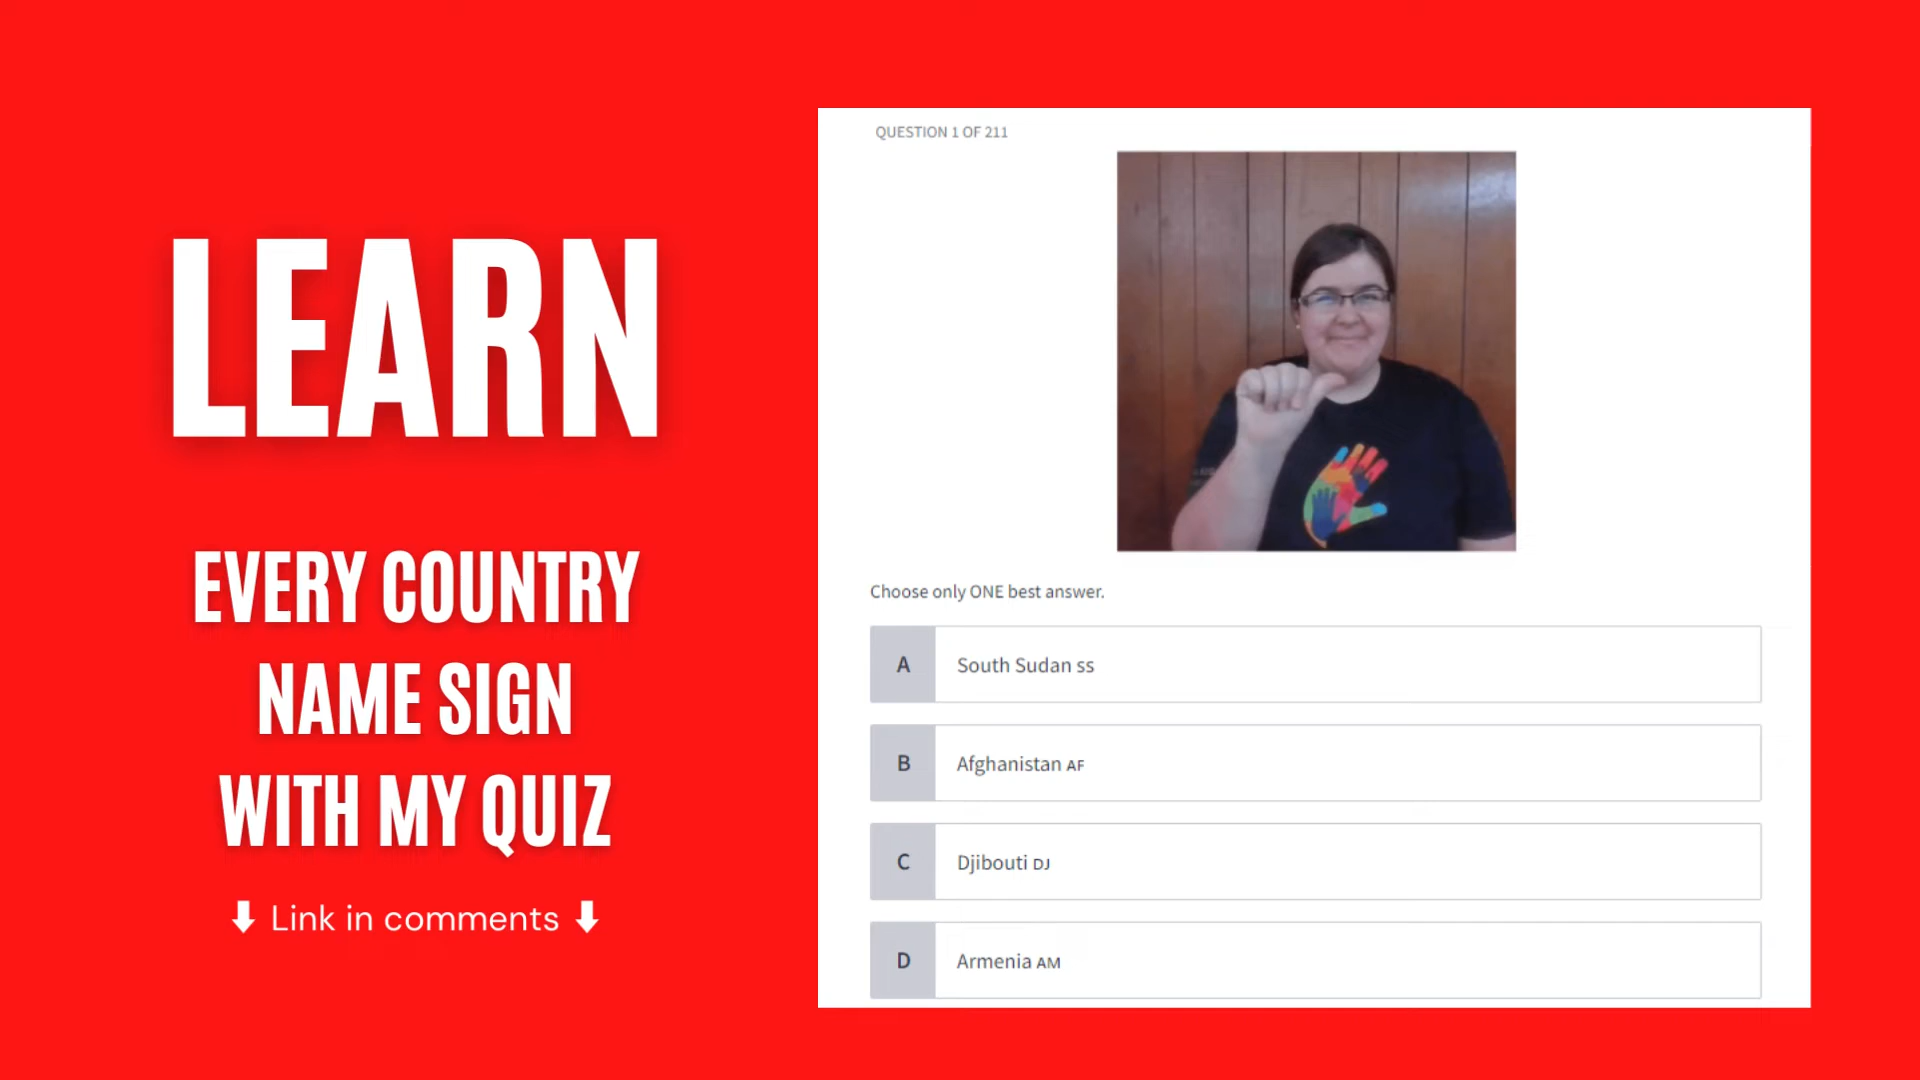 LEARN
EVERY COUNTRY
NAME SIGN
WITH MY QUIZ
⬇ Link in comments ⬇
QUESTION 1 OF 211
Choose only ONE best answer.
A South Sudan SS
B Afghanistan AF
C Djibouti DJ
D Armenia AM